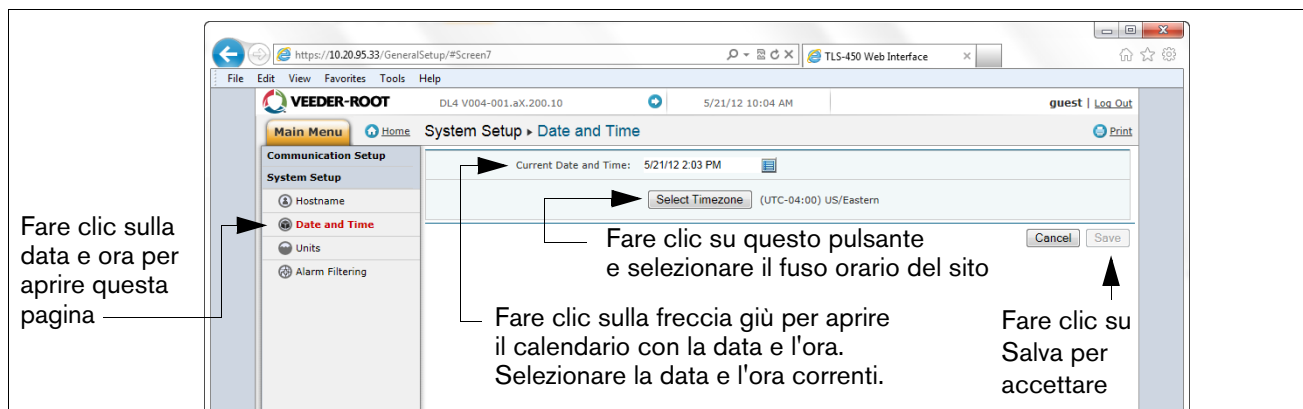 https://10.20.95.33/GeneralSetup/#Screen7
TLS-450 Web Interface
File Edit View Favorites Tools Help
VEEDER-ROOT
DL4 V004-001.aX.200.10
5/21/12 10:04 AM
guest | Log Out
Main Menu
Home
System Setup ▸ Date and Time
Print
Communication Setup
System Setup
Hostname
Date and Time
Units
Alarm Filtering
Current Date and Time: 5/21/12 2:03 PM
Select Timezone (UTC-04:00) US/Eastern
Cancel Save
Fare clic sulla
data e ora per
aprire questa
pagina
Fare clic su questo pulsante
e selezionare il fuso orario del sito
Fare clic sulla freccia giù per aprire
il calendario con la data e l'ora.
Selezionare la data e l'ora correnti.
Fare clic su
Salva per
accettare